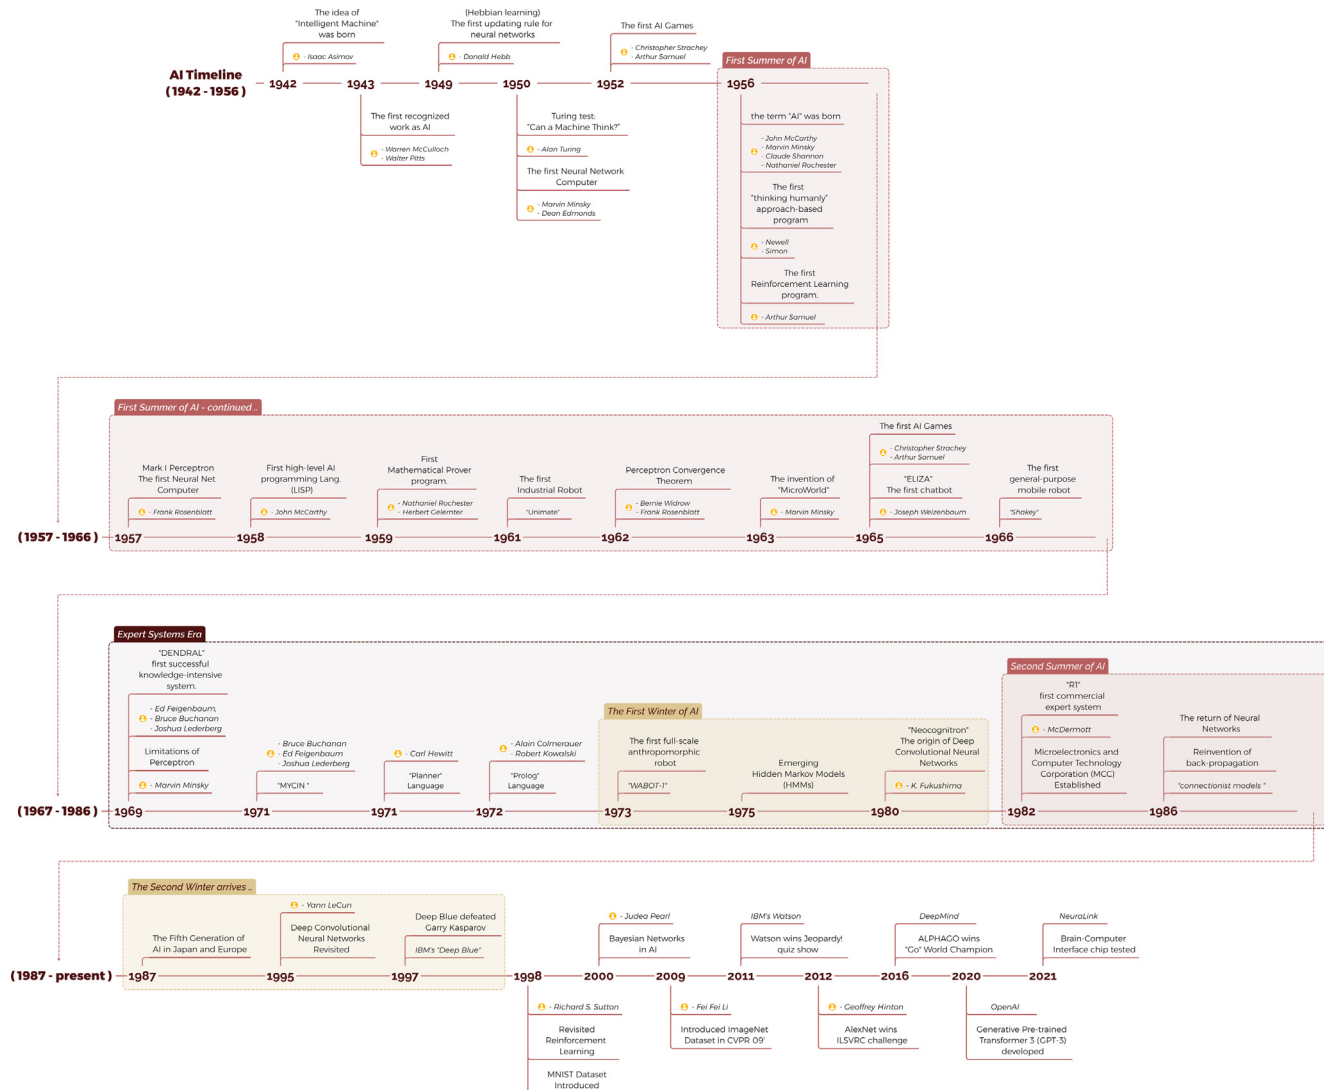 The idea of
"Intelligent Machine"
was born
- Isaac Asimov
(Hebbian learning)
The first updating rule for
neural networks
- Donald Hebb
The first AI Games
- Christopher Strachey
- Arthur Samuel
First Summer of AI
AI Timeline
(1942 - 1956)
1942
1943
1949
1950
1952
1956
The first recognized
work as AI
- Warren McCulloch
- Walter Pitts
Turing test:
"Can a Machine Think?"
- Alan Turing
The first Neural Network
Computer
- Marvin Minsky
- Dean Edmonds
the term "AI" was born
- John McCarthy
- Marvin Minsky
- Claude Shannon
- Nathaniel Rochester
The first
"thinking humanly"
approach-based
program
- Newell
- Simon
The first
Reinforcement Learning
program.
- Arthur Samuel
First Summer of AI - continued ..
Mark I Perceptron
The first Neural Net
Computer
- Frank Rosenblatt
First high-level AI
programming Lang.
(LISP)
- John McCarthy
First
Mathematical Prover
program.
- Nathaniel Rochester
- Herbert Gelernter
The first
Industrial Robot
"Unimate"
Perceptron Convergence
Theorem
- Bernie Widrow
- Frank Rosenblatt
The invention of
"MicroWorld"
- Marvin Minsky
The first AI Games
- Christopher Strachey
- Arthur Samuel
"ELIZA"
The first chatbot
- Joseph Weizenbaum
The first
general-purpose
mobile robot
"Shakey"
(1957 - 1966)
1957
1958
1959
1961
1962
1963
1965
1966
Expert Systems Era
"DENDRAL"
first successful
knowledge-intensive
system.
- Ed Feigenbaum,
- Bruce Buchanan
- Joshua Lederberg
Limitations of
Perceptron
- Marvin Minsky
- Bruce Buchanan
- Ed Feigenbaum
- Joshua Lederberg
"MYCIN "
- Carl Hewitt
"Planner"
Language
- Alain Colmerauer
- Robert Kowalski
"Prolog"
Language
The First Winter of AI
The first full-scale
anthropomorphic
robot
"WABOT-1"
Emerging
Hidden Markov Models
(HMMs)
"Neocognitron"
The origin of Deep
Convolutional Neural
Networks
- K. Fukushima
Second Summer of AI
"R1"
first commercial
expert system
- McDermott
Microelectronics and
Computer Technology
Corporation (MCC)
Established
The return of Neural
Networks
Reinvention of
back-propagation
"connectionist models "
(1967 - 1986)
1969
1971
1971
1972
1973
1975
1980
1982
1986
The Second Winter arrives ..
The Fifth Generation of
AI in Japan and Europe
- Yann LeCun
Deep Convolutional
Neural Networks
Revisited
Deep Blue defeated
Garry Kasparov
IBM's "Deep Blue"
- Judea Pearl
Bayesian Networks
in AI
IBM's Watson
Watson wins Jeopardy!
quiz show
DeepMind
ALPHAGO wins
"Go" World Champion
NeuraLink
Brain-Computer
Interface chip tested
(1987 - present)
1987
1995
1997
1998
2000
2009
2011
2012
2016
2020
2021
- Richard S. Sutton
Revisited
Reinforcement
Learning
MNIST Dataset
Introduced
- Fei Fei Li
Introduced ImageNet
Dataset in CVPR 09'
- Geoffrey Hinton
AlexNet wins
ILSVRC challenge
OpenAI
Generative Pre-trained
Transformer 3 (GPT-3)
developed